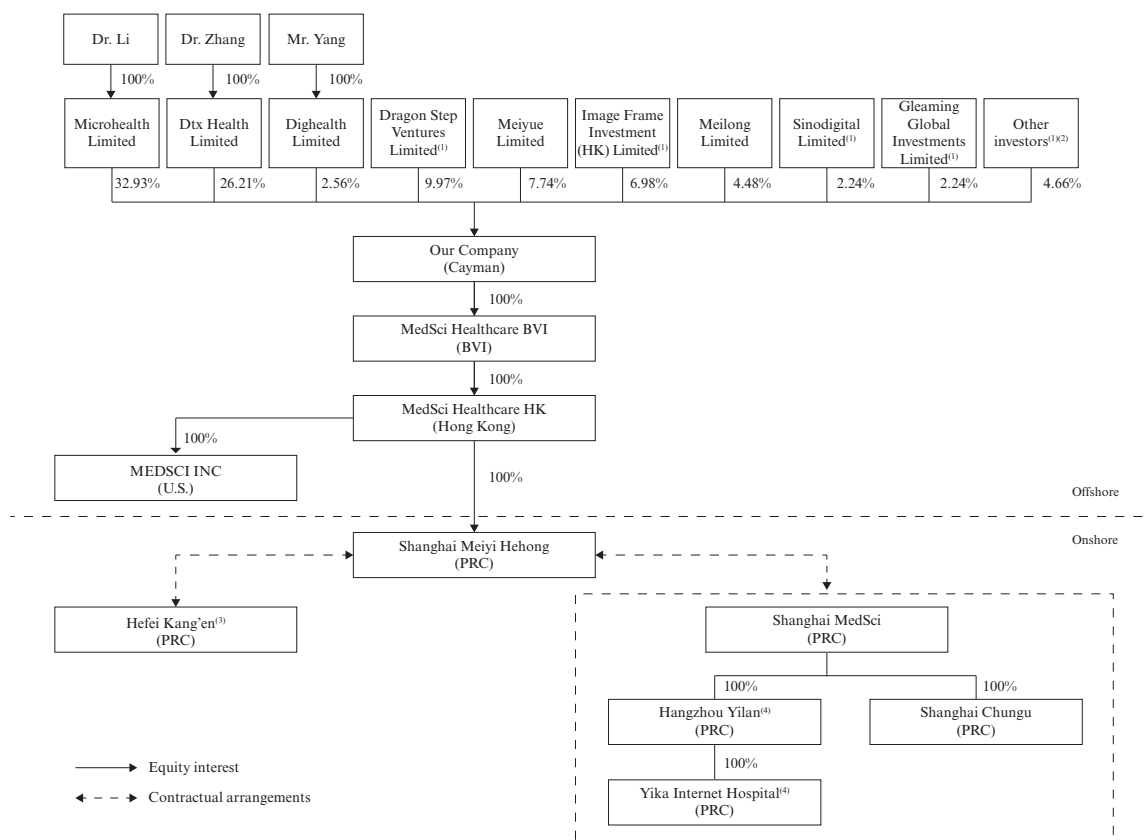 Dr. Li
Dr. Zhang
Mr. Yang
100%
100%
100%
Microhealth
Limited
Dtx Health
Limited
Dighealth
Limited
Dragon Step
Ventures
Limited(1)
Meiyue Limited
Image Frame
Investment
(HK) Limited(1)
Meilong
Limited
Sinodigital
Limited(1)
Gleaming
Global
Investments
Limited(1)
Other
investors(1)(2)
32.93%
26.21%
2.56%
9.97%
7.74%
6.98%
4.48%
2.24%
2.24%
4.66%
Our Company
(Cayman)
100%
MedSci Healthcare BVI
(BVI)
100%
MedSci Healthcare HK
(Hong Kong)
100%
MEDSCI INC
(U.S.)
100%
Offshore
Onshore
Shanghai Meiyi Hehong
(PRC)
Hefei Kang’en(3)
(PRC)
Shanghai MedSci
(PRC)
100%
100%
Hangzhou Yilan(4)
(PRC)
Shanghai Chungu
(PRC)
100%
Yika Internet Hospital(4)
(PRC)
Equity interest
Contractual arrangements